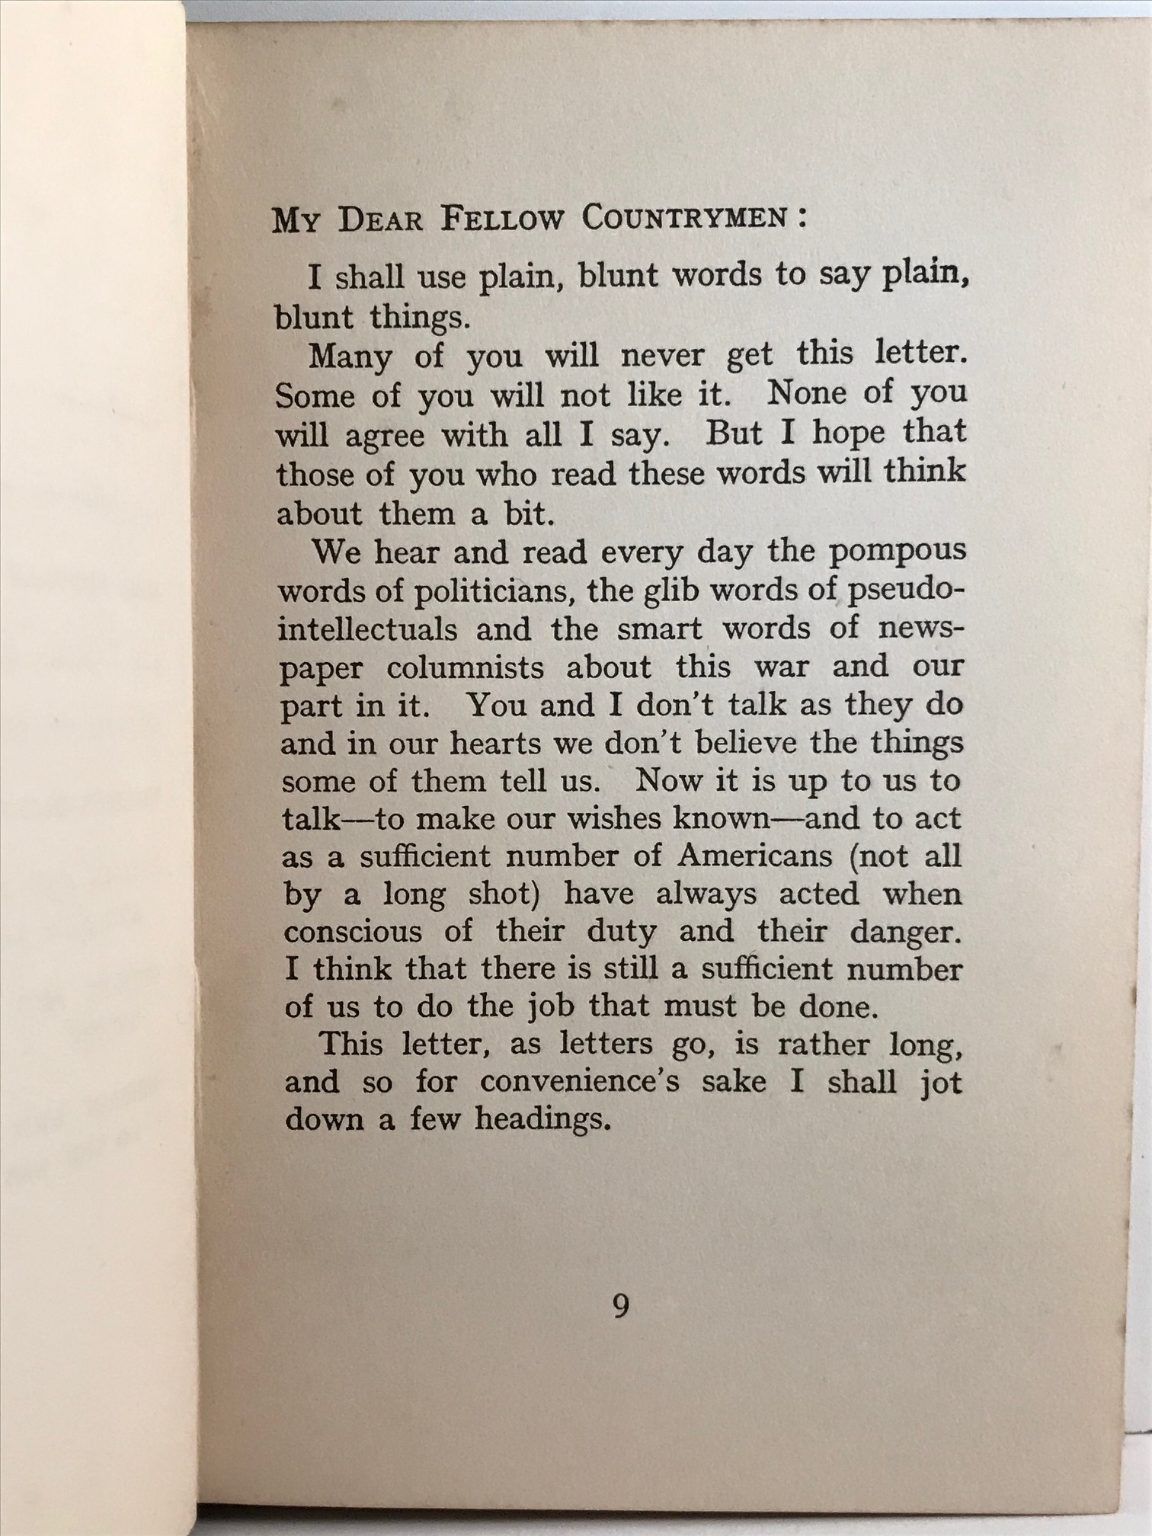 MY DEAR FELLOW COUNTRYMEN:
I shall use plain, blunt words to say plain,
blunt things.
Many of you will never get this letter.
Some of you will not like it. None of you
will agree with all I say. But I hope that
those of you who read these words will think
about them a bit.
We hear and read every day the pompous
words of politicians, the glib words of pseudo-
intellectuals and the smart words of news-
paper columnists about this war and our
part in it. You and I don't talk as they do
and in our hearts we don't believe the things
some of them tell us. Now it is up to us to
talk—to make our wishes known—and to act
as a sufficient number of Americans (not all
by a long shot) have always acted when
conscious of their duty and their danger.
I think that there is still a sufficient number
of us to do the job that must be done.
This letter, as letters go, is rather long,
and so for convenience's sake I shall jot
down a few headings.
9